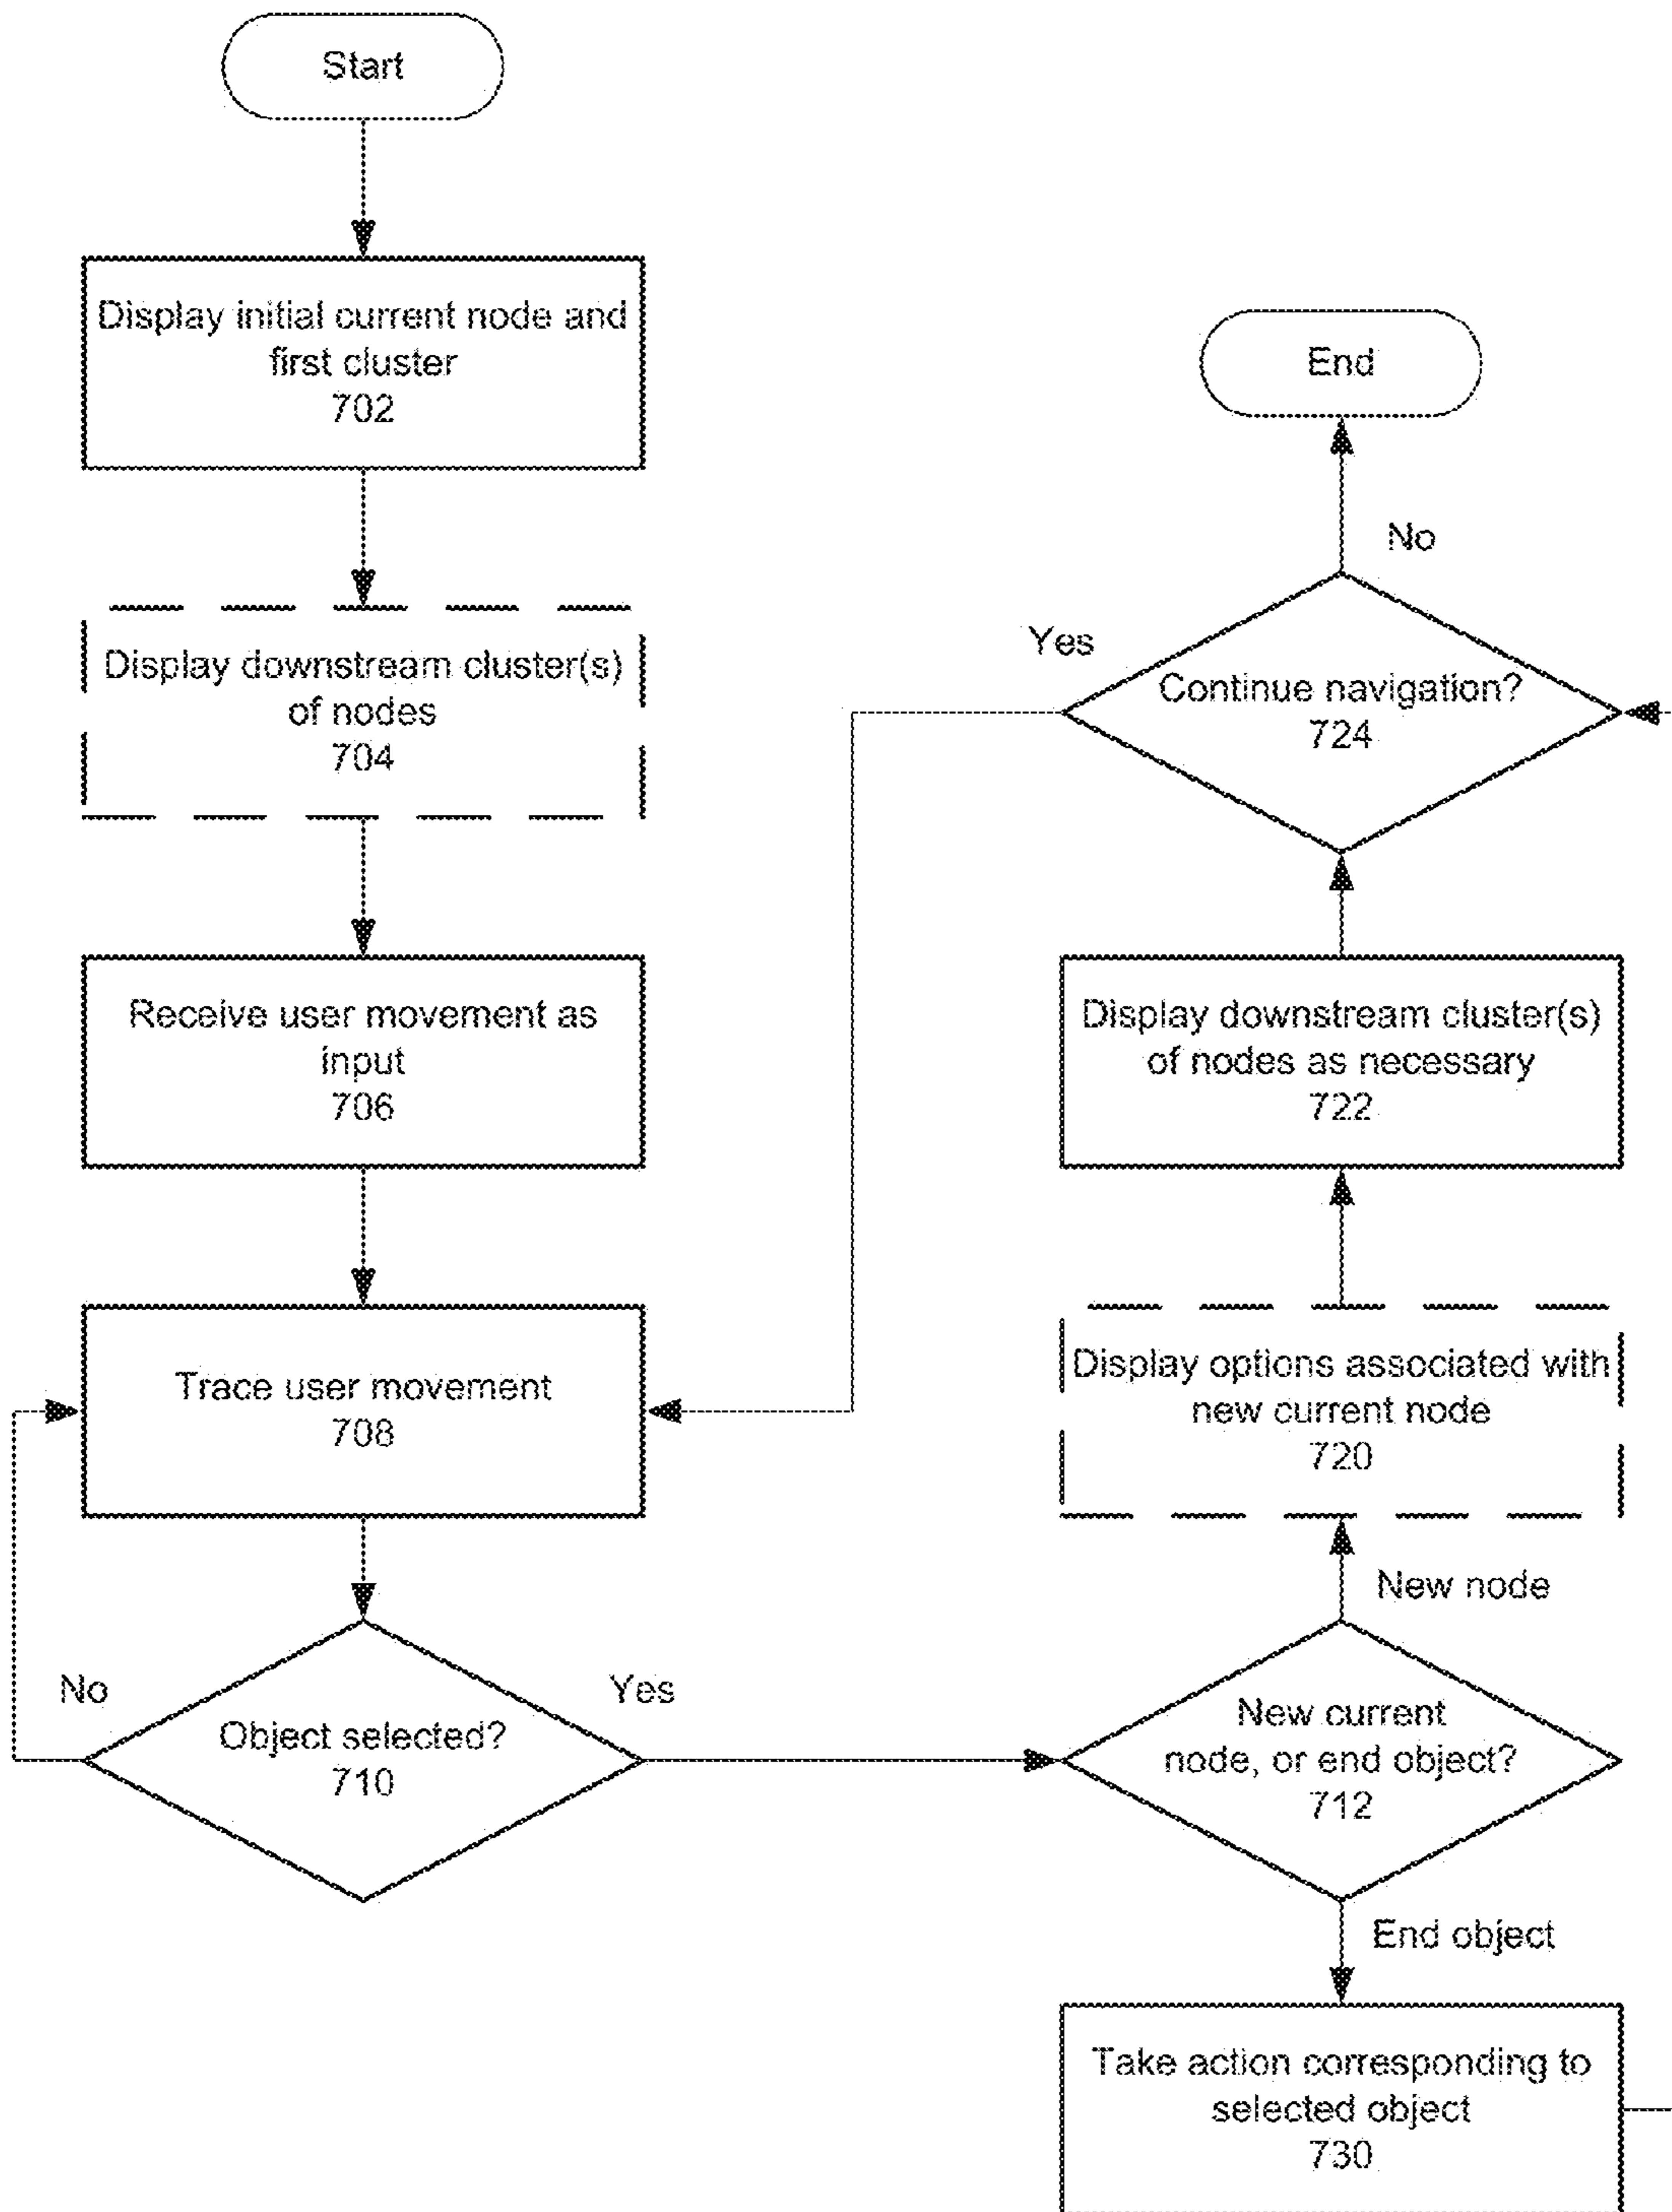 Start
Display initial current node and
first cluster
702
Display downstream cluster(s)
of nodes
704
Receive user movement as
input
706
Trace user movement
708
No
Yes
Object selected?
710
End
No
Yes
Continue navigation?
724
Display downstream cluster(s)
of nodes as necessary
722
Display options associated with
new current node
720
New node
New current
node, or end object?
712
End object
Take action corresponding to
selected object
730